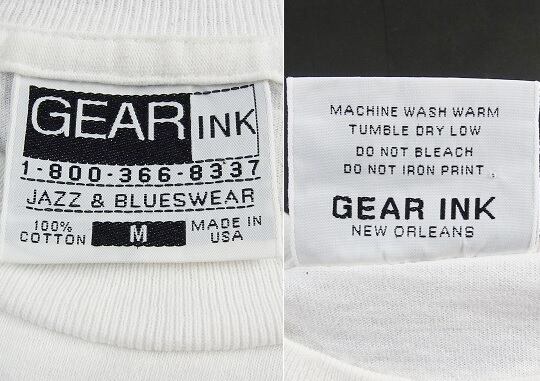 GEAR INK
1-800-366-8337
JAZZ & BLUESWEAR
100% COTTON
M
MADE IN USA
MACHINE WASH WARM
TUMBLE DRY LOW
DO NOT BLEACH
DO NOT IRON PRINT
GEAR INK
NEW ORLEANS